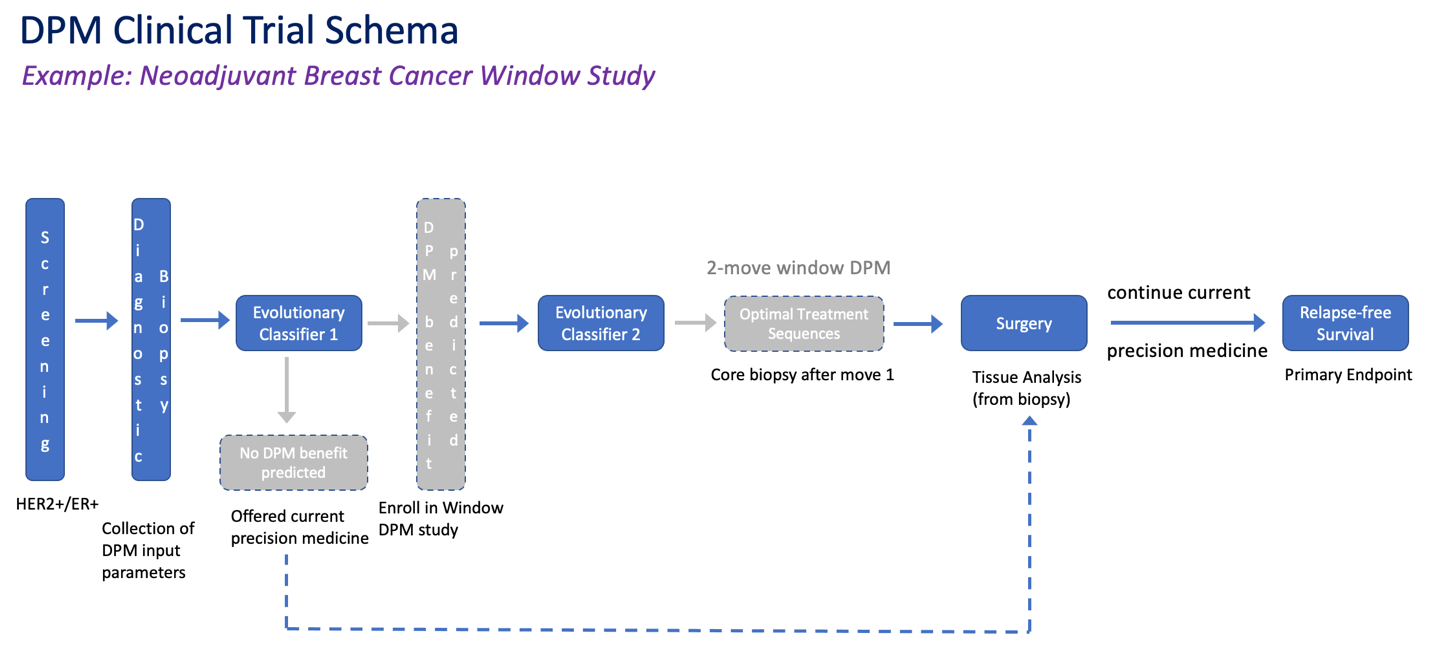 DPM Clinical Trial Schema
Example: Neoadjuvant Breast Cancer Window Study
Screening
HER2+/ER+
Diagnostic
Biopsy
Collection of
DPM input
parameters
Evolutionary
Classifier 1
No DPM benefit
predicted
Offered current
precision medicine
DPM benefit
predicted
Enroll in Window
DPM study
Evolutionary
Classifier 2
2-move window DPM
Optimal Treatment
Sequences
Core biopsy after move 1
Surgery
Tissue Analysis
(from biopsy)
continue current
precision medicine
Relapse-free
Survival
Primary Endpoint